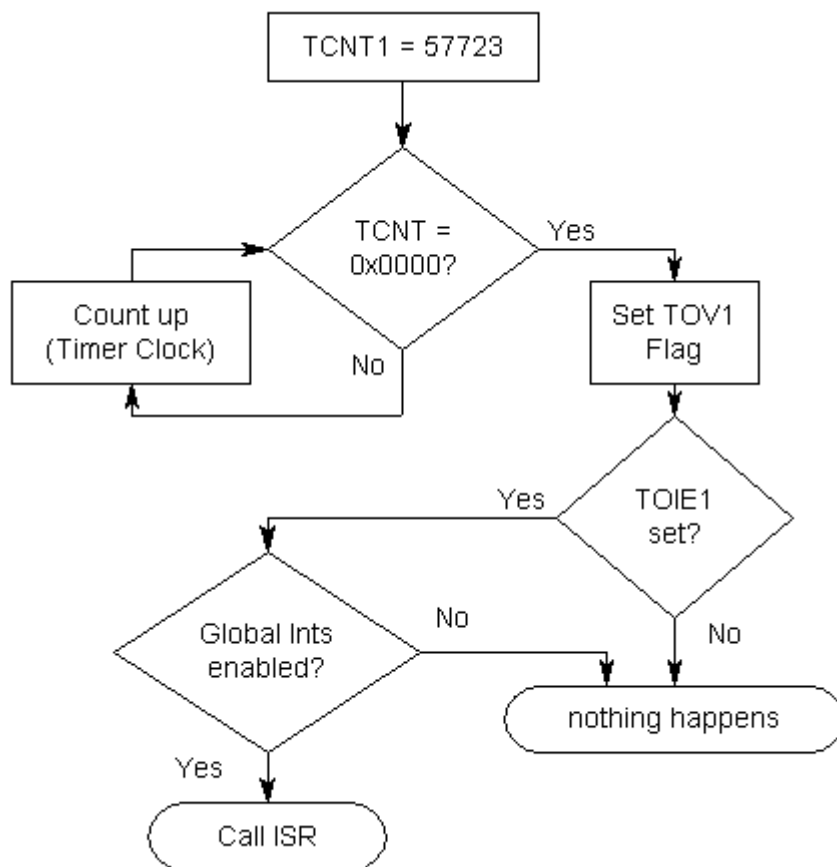 TCNT1 = 57723
TCNT =
0x0000?
Yes
Count up
(Timer Clock)
No
Set TOV1
Flag
Yes
TOIE1
set?
Global Ints
enabled?
No
No
nothing happens
Yes
Call ISR